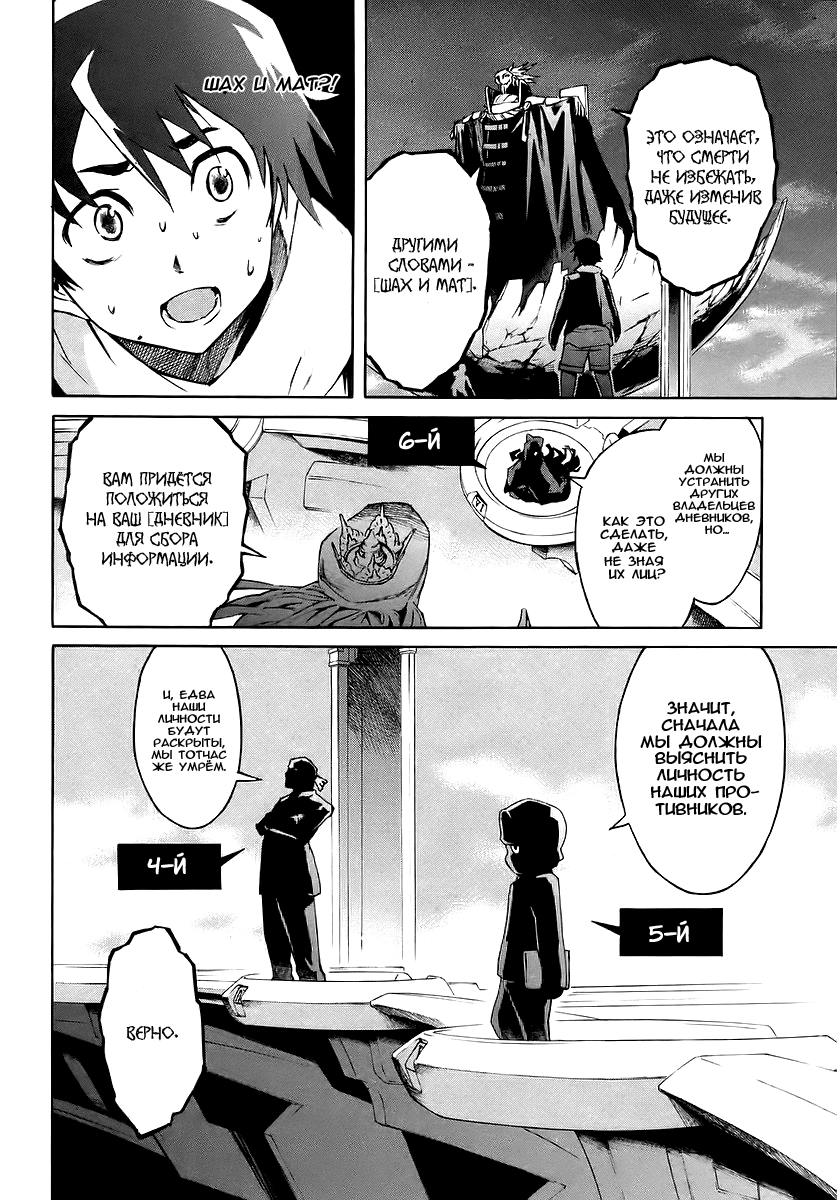 ЭТО ОЗНАЧАЕТ,
ЧТО СМЕРТИ
НЕ ИЗБЕЖАТЬ,
ДАЖЕ ИЗМЕНИВ
БУДУЩЕЕ.
ДРУГИМИ
СЛОВАМИ -
[ШАХ И МАТ].
ШАХ И МАТ?!
МЫ
ДОЛЖНЫ
УСТРАНИТЬ
ДРУГИХ
ВЛАДЕЛЬЦЕВ
ДНЕВНИКОВ,
НО...
КАК ЭТО
СДЕЛАТЬ,
ДАЖЕ
НЕ ЗНАЯ
ИХ ЛИЦ?
6-Й
ВАМ ПРИДЁТСЯ
ПОЛОЖИТЬСЯ
НА ВАШ [ДНЕВНИК]
ДЛЯ СБОРА
ИНФОРМАЦИИ.
ЗНАЧИТ,
СНАЧАЛА
МЫ ДОЛЖНЫ
ВЫЯСНИТЬ
ЛИЧНОСТЬ
НАШИХ ПРО-
ТИВНИКОВ.
5-Й
И, ЕДВА
НАШИ
ЛИЧНОСТИ
БУДУТ
РАСКРЫТЫ,
МЫ ТОТЧАС
ЖЕ УМРЁМ.
4-Й
ВЕРНО.